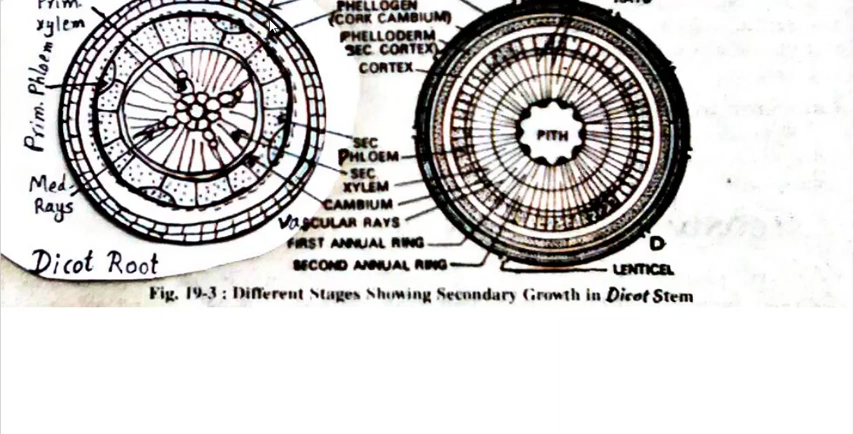 Prim.
xylem
Prim. Phloem
Med.
Rays
Dicot Root
PHELLOGEN
(CORK CAMBIUM)
PHELLODERM
SEC. CORTEX)
CORTEX
SEC
PHLOEM
SEC
XYLEM
CAMBIUM
VASCULAR RAYS
FIRST ANNUAL RING
SECOND ANNUAL RING
PITH
D
LENTICEL
Fig. 19-3 : Different Stages Showing Secondary Growth in Dicot Stem